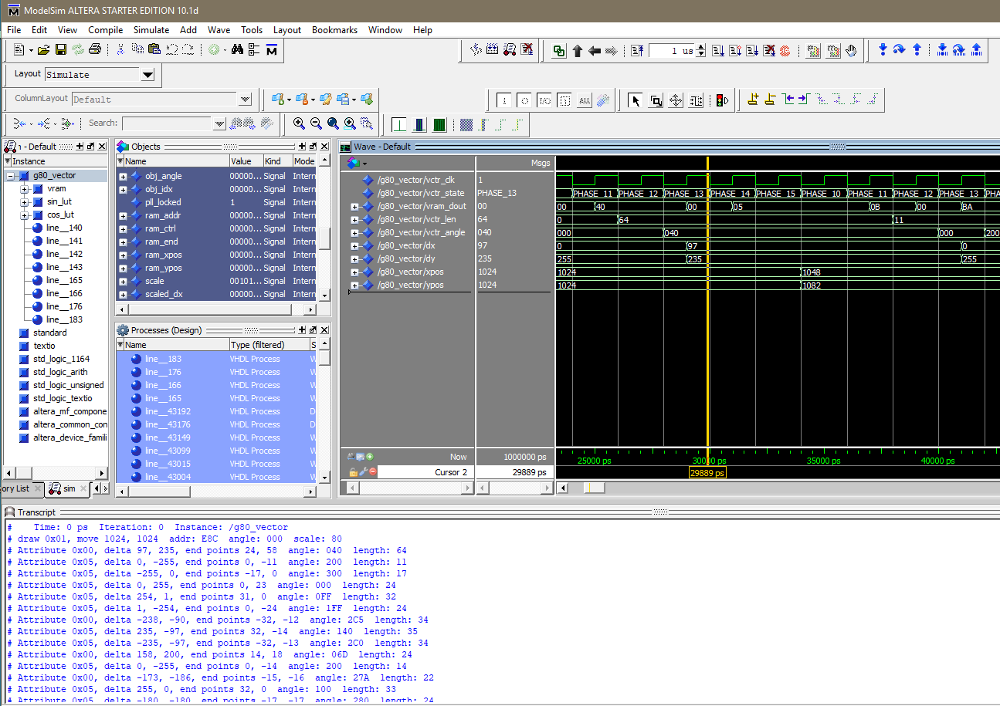 ModelSim ALTERA STARTER EDITION 10.1d
File Edit View Compile Simulate Add Wave Tools Layout Bookmarks Window Help
1 us
Layout Simulate
ColumnLayout Default
ALL
Search:
- Default
Instance
g80_vector
vram
sin_lut
cos_lut
line__140
line__141
line__142
line__143
line__165
line__166
line__176
line__183
standard
textio
std_logic_1164
std_logic_arith
std_logic_unsigned
std_logic_textio
altera_mf_compone
altera_common_con
altera_device_famili
ory List sim
Objects
Name Value Kind Mode
obj_angle 00000... Signal Intern
obj_idx 00000... Signal Intern
pll_locked 1 Signal Intern
ram_addr 00000... Signal Intern
ram_ctrl 00000... Signal Intern
ram_end 00000... Signal Intern
ram_xpos 00000... Signal Intern
ram_ypos 00000... Signal Intern
scale 00101... Signal Intern
scaled_dx 00000... Signal Intern
Processes (Design)
Name Type (filtered) S
line__183 VHDL Process W
line__176 VHDL Process W
line__166 VHDL Process W
line__165 VHDL Process W
line__43192 VHDL Process D
line__43176 VHDL Process D
line__43149 VHDL Process W
line__43099 VHDL Process W
line__43015 VHDL Process W
line__43004 VHDL Process W
Wave - Default
Msgs
/g80_vector/vctr_clk 1
/g80_vector/vctr_state PHASE_13 PHASE_11 PHASE_12 PHASE_13 PHASE_14 PHASE_15 PHASE_10 PHASE_11 PHASE_12 PHASE_13 PHA
/g80_vector/vram_dout 00 00 40 00 05 0B 00 BA
/g80_vector/vctr_len 64 0 64 11
/g80_vector/vctr_angle 040 000 040 000 200
/g80_vector/dx 97 0 97 0
/g80_vector/dy 235 255 235 255
/g80_vector/xpos 1024 1024 1048
/g80_vector/ypos 1024 1024 1082
Now 1000000 ps 25000 ps 30000 ps 35000 ps 40000 ps
Cursor 2 29889 ps 29889 ps
Transcript
# Time: 0 ps Iteration: 0 Instance: /g80_vector
# draw 0x01, move 1024, 1024 addr: E8C angle: 000 scale: 80
# Attribute 0x00, delta 97, 235, end points 24, 58 angle: 040 length: 64
# Attribute 0x05, delta 0, -255, end points 0, -11 angle: 200 length: 11
# Attribute 0x05, delta -255, 0, end points -17, 0 angle: 300 length: 17
# Attribute 0x05, delta 0, 255, end points 0, 23 angle: 000 length: 24
# Attribute 0x05, delta 254, 1, end points 31, 0 angle: 0FF length: 32
# Attribute 0x05, delta 1, -254, end points 0, -24 angle: 1FF length: 24
# Attribute 0x00, delta -238, -90, end points -32, -12 angle: 2C5 length: 34
# Attribute 0x05, delta 235, -97, end points 32, -14 angle: 140 length: 35
# Attribute 0x05, delta -235, -97, end points -32, -13 angle: 2C0 length: 34
# Attribute 0x00, delta 158, 200, end points 14, 18 angle: 06D length: 24
# Attribute 0x05, delta 0, -255, end points 0, -14 angle: 200 length: 14
# Attribute 0x00, delta -173, -186, end points -15, -16 angle: 27A length: 22
# Attribute 0x05, delta 255, 0, end points 32, 0 angle: 100 length: 33
# Attribute 0x05, delta -180, -180, end points -17, -17 angle: 280 length: 24